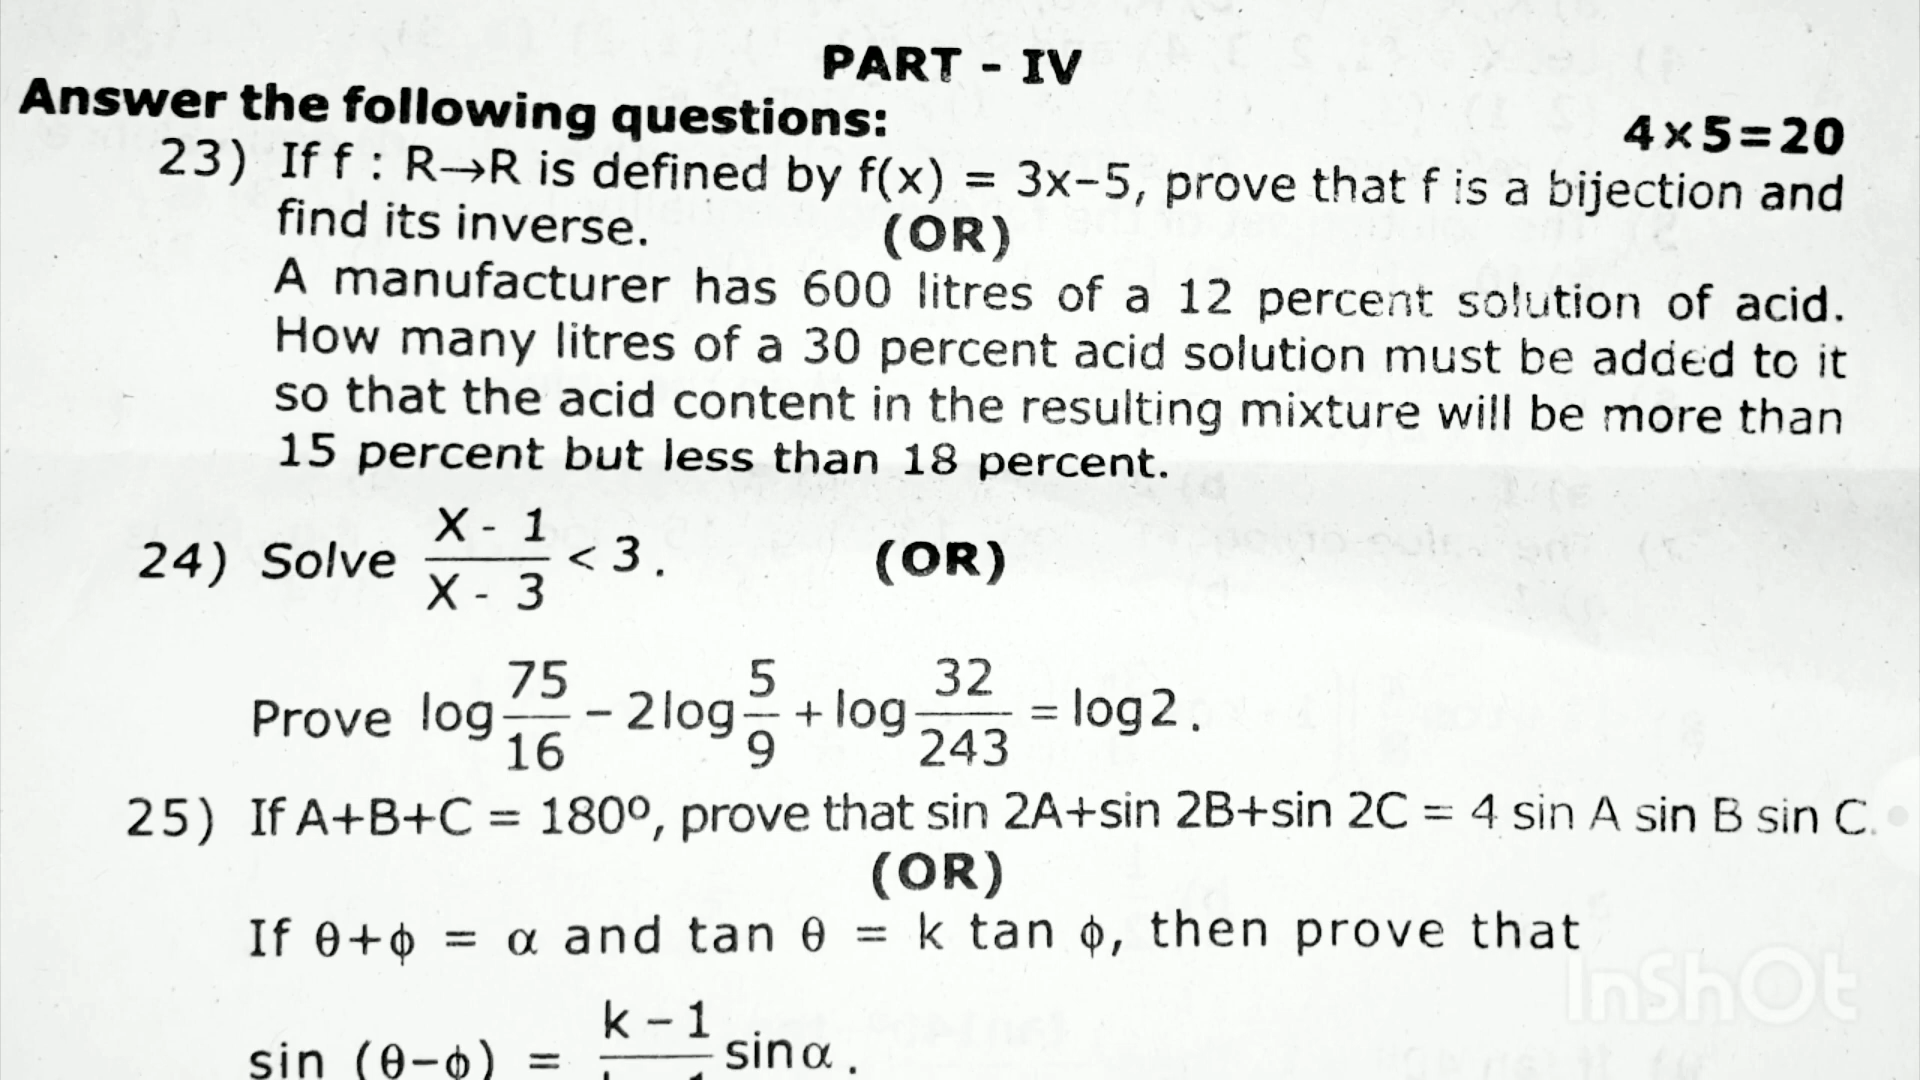 PART - IV
Answer the following questions:
4×5=20
23) If f : R→R is defined by f(x) = 3x-5, prove that f is a bijection and
find its inverse. (OR)
A manufacturer has 600 litres of a 12 percent solution of acid.
How many litres of a 30 percent acid solution must be added to it
so that the acid content in the resulting mixture will be more than
15 percent but less than 18 percent.
24) Solve (X - 1)/(X - 3) < 3. (OR)
Prove log 75/16 - 2log 5/9 + log 32/243 = log2.
25) If A+B+C = 180º, prove that sin 2A+sin 2B+sin 2C = 4 sin A sin B sin C.
(OR)
If θ+ϕ = α and tan θ = k tan ϕ, then prove that
sin (θ-ϕ) = k - 1 sinα.
InShOt